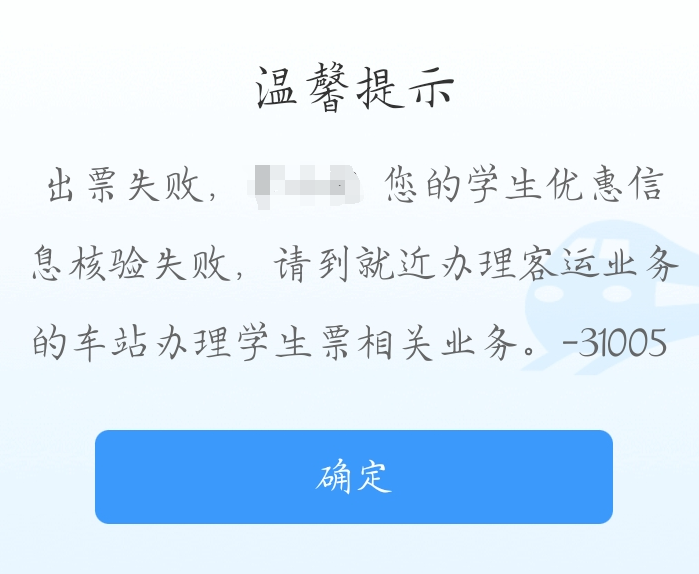 温馨提示
出票失败， 您的学生优惠信
息核验失败，请到就近办理客运业务
的车站办理学生票相关业务。-31005
确定